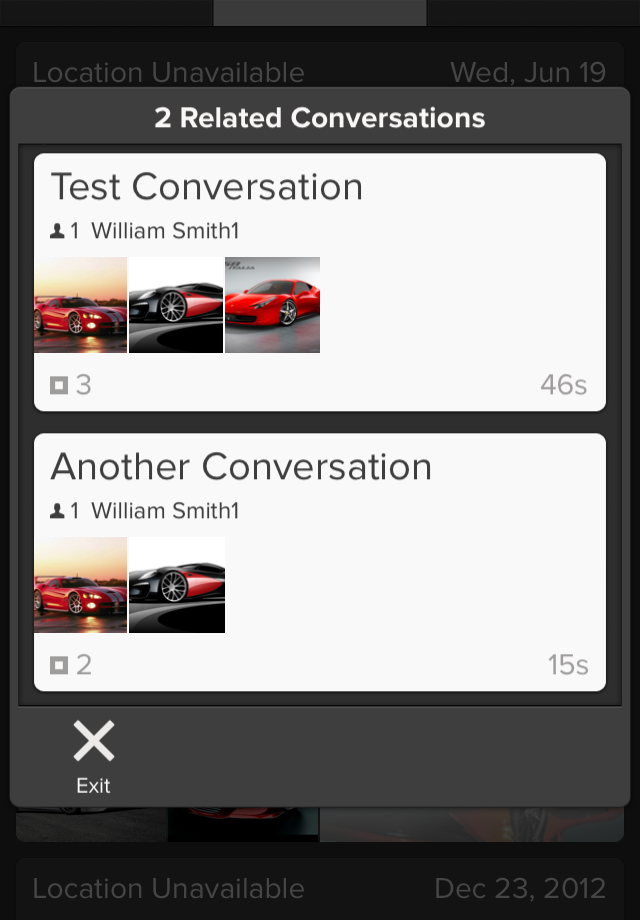 Location Unavailable Wed, Jun 19
2 Related Conversations
Test Conversation
1 William Smith1
3 46s
Another Conversation
1 William Smith1
2 15s
Exit
Location Unavailable Dec 23, 2012